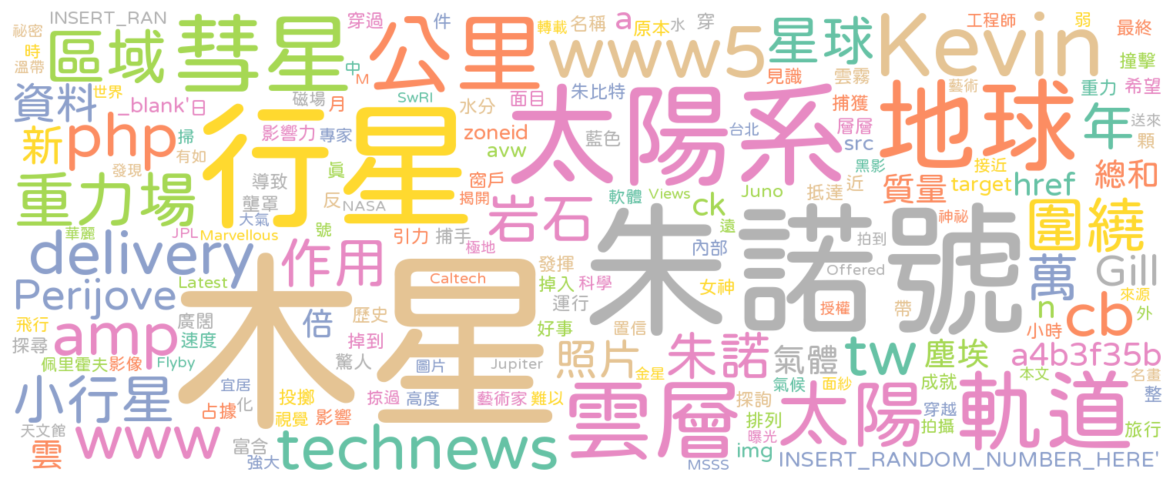 INSERT_RAN
穿過
件
轉載
名稱
a
原本
水
穿
工程師
弱
最終
祕密
時
溫帶
區域
彗星
公里
www5
星球
Kevin
撞擊
中
M
見識
雲霧
藝術
重力
希望
資料
世界
_blank'
日
磁場
月
SwRI
水分
面目
朱比特
捕獲
層層
年
送來
顆
新
php
掃
有如
行星
影響力
專家
zoneid
avw
太陽系
藍色
台北
src
黑影
地球
接近
發現
重力場
導致
真
窗戶
壟罩
反
NASA
揭開
岩石
軟體
Views
ck
Juno
抵達
近
質量
target
href
總和
華麗
JPL
大氣
Marvellous
號
引力
捕手
極地
遠
朱諾號
拍到
神祕
圍繞
delivery
作用
內部
Offered
萬
Gill
Perijove
Latest
木星
Caltech
發揮
掉入
科學
運行
女神
授權
帶
n
來源
外
飛行
amp
廣闊
倍
歷史
好事
置信
小時
cb
探尋
速度
掉到
照片
朱諾
氣體
tw
塵埃
a4b3f35b
佩里霍夫
影像
Flyby
驚人
圖片
Jupiter
金星
氣候
面紗
成就
本文
名畫
小行星
宜居
化
投擲
掠過
高度
藝術家
難以
雲層
探詢
太陽
穿越
軌道
整
占據
視覺
影響
排列
拍攝
旅行
天文館
www
曝光
雲
富含
強大
technews
MSSS
img
INSERT_RANDOM_NUMBER_HERE'